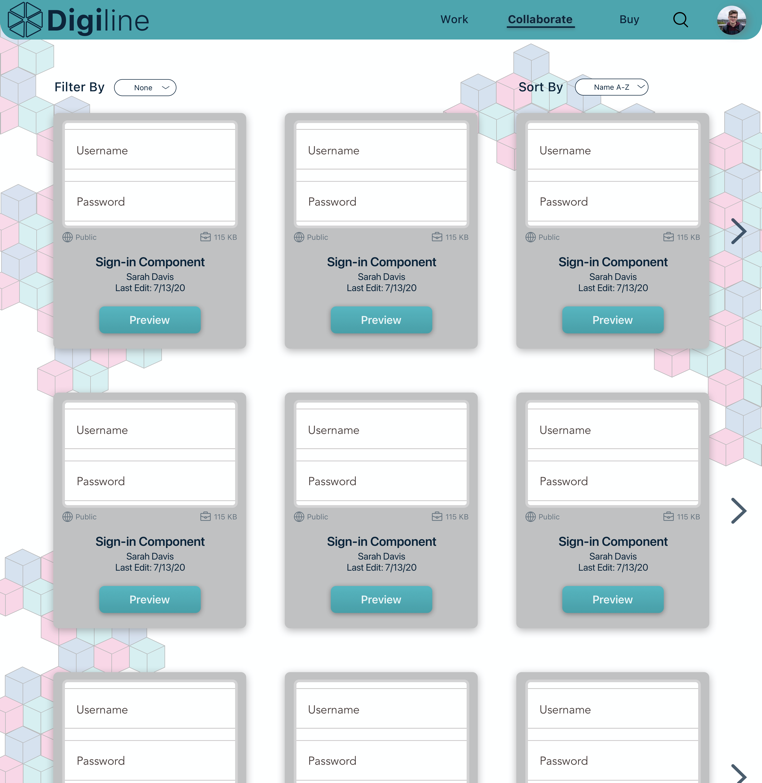 Digiline Work Collaborate Buy
Filter By None Sort By Name A-Z
Username Username Username
Password Password Password
Public 115 KB Public 115 KB Public 115 KB
Sign-in Component Sign-in Component Sign-in Component
Sarah Davis Sarah Davis Sarah Davis
Last Edit: 7/13/20 Last Edit: 7/13/20 Last Edit: 7/13/20
Preview Preview Preview
Username Username Username
Password Password Password
Public 115 KB Public 115 KB Public 115 KB
Sign-in Component Sign-in Component Sign-in Component
Sarah Davis Sarah Davis Sarah Davis
Last Edit: 7/13/20 Last Edit: 7/13/20 Last Edit: 7/13/20
Preview Preview Preview
Username Username Username
Password Password Password